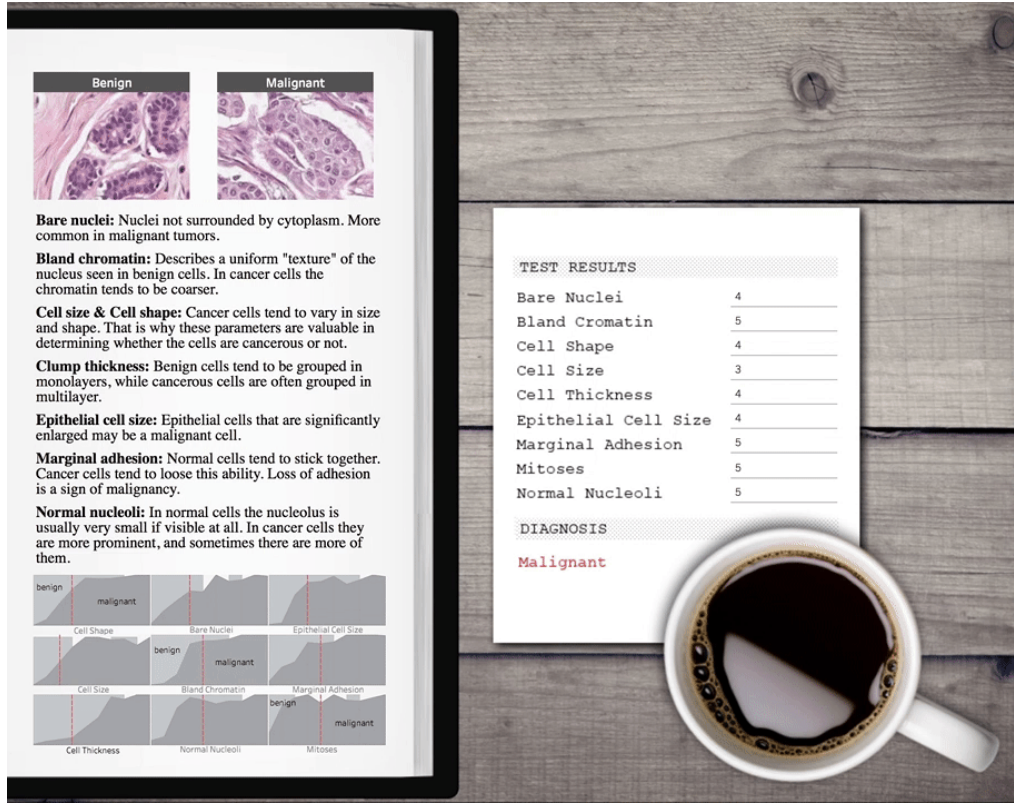 Benign
Malignant
Bare nuclei: Nuclei not surrounded by cytoplasm. More
common in malignant tumors.
Bland chromatin: Describes a uniform "texture" of the
nucleus seen in benign cells. In cancer cells the
chromatin tends to be coarser.
Cell size & Cell shape: Cancer cells tend to vary in size
and shape. That is why these parameters are valuable in
determining whether the cells are cancerous or not.
Clump thickness: Benign cells tend to be grouped in
monolayers, while cancerous cells are often grouped in
multilayer.
Epithelial cell size: Epithelial cells that are significantly
enlarged may be a malignant cell.
Marginal adhesion: Normal cells tend to stick together.
Cancer cells tend to loose this ability. Loss of adhesion
is a sign of malignancy.
Normal nucleoli: In normal cells the nucleolus is
usually very small if visible at all. In cancer cells they
are more prominent, and sometimes there are more of
them.
benign
malignant
Cell Shape
Bare Nuclei
Epithelial Cell Size
benign
malignant
Cell Size
Bland Chromatin
Marginal Adhesion
benign
malignant
Cell Thickness
Normal Nucleoli
Mitoses
TEST RESULTS
Bare Nuclei 4
Bland Cromatin 5
Cell Shape 4
Cell Size 3
Cell Thickness 4
Epithelial Cell Size 4
Marginal Adhesion 5
Mitoses 5
Normal Nucleoli 5
DIAGNOSIS
Malignant